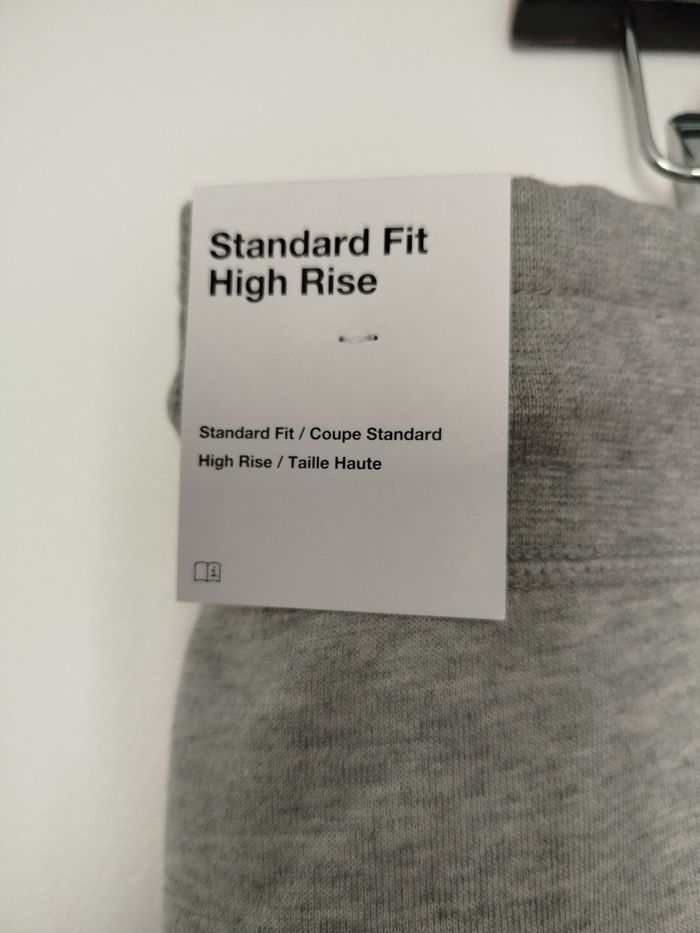 Standard Fit
High Rise
Standard Fit / Coupe Standard
High Rise / Taille Haute
i